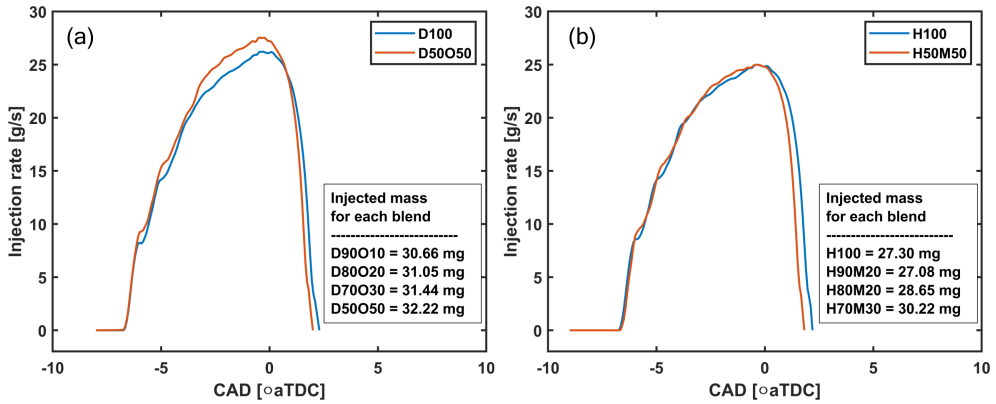 (a)
D100
D50O50
Injection rate [g/s]
30
25
20
15
10
5
0
Injected mass
for each blend
--------------------------
D90O10 = 30.66 mg
D80O20 = 31.05 mg
D70O30 = 31.44 mg
D50O50 = 32.22 mg
-10
-5
0
5
10
CAD [○aTDC]
(b)
H100
H50M50
Injection rate [g/s]
30
25
20
15
10
5
0
Injected mass
for each blend
--------------------------
H100 = 27.30 mg
H90M20 = 27.08 mg
H80M20 = 28.65 mg
H70M30 = 30.22 mg
-10
-5
0
5
10
CAD [○aTDC]